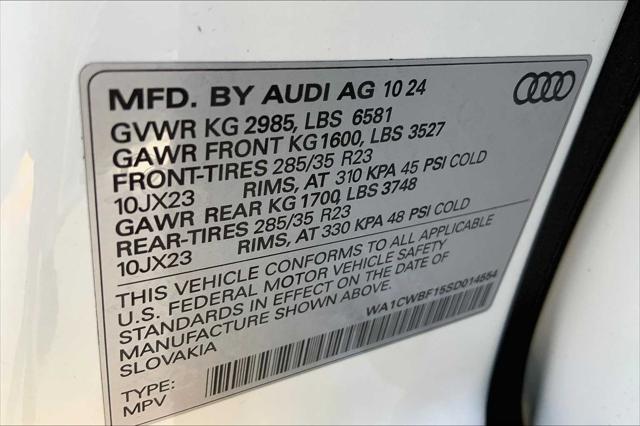 MFD. BY AUDI AG 10 24
GVWR KG 2985, LBS 6581
GAWR FRONT KG1600, LBS 3527
FRONT-TIRES 285/35 R23
10JX23 RIMS, AT 310 KPA 45 PSI COLD
GAWR REAR KG 1700, LBS 3748
REAR-TIRES 285/35 R23
10JX23 RIMS, AT 330 KPA 48 PSI COLD
THIS VEHICLE CONFORMS TO ALL APPLICABLE
U.S. FEDERAL MOTOR VEHICLE SAFETY
STANDARDS IN EFFECT ON THE DATE OF
MANUFACTURE SHOWN ABOVE.
SLOVAKIA
WA1CWBF15SD014554
TYPE:
MPV